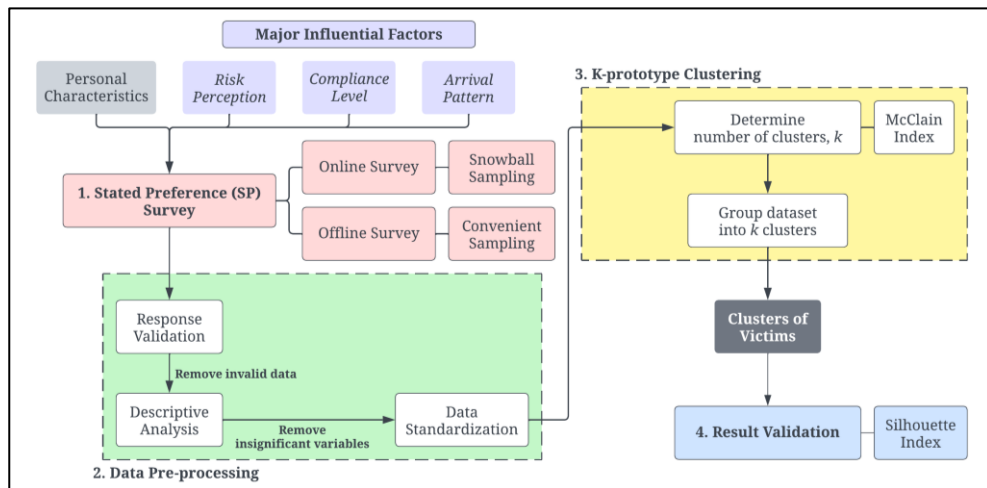 Major Influential Factors
Personal
Characteristics
Risk
Perception
Compliance
Level
Arrival
Pattern
1. Stated Preference (SP)
Survey
Online Survey
Snowball
Sampling
Offline Survey
Convenient
Sampling
Response
Validation
Remove invalid data
Descriptive
Analysis
Remove
insignificant variables
Data
Standardization
2. Data Pre-processing
3. K-prototype Clustering
Determine
number of clusters, k
McClain
Index
Group dataset
into k clusters
Clusters of
Victims
4. Result Validation
Silhouette
Index